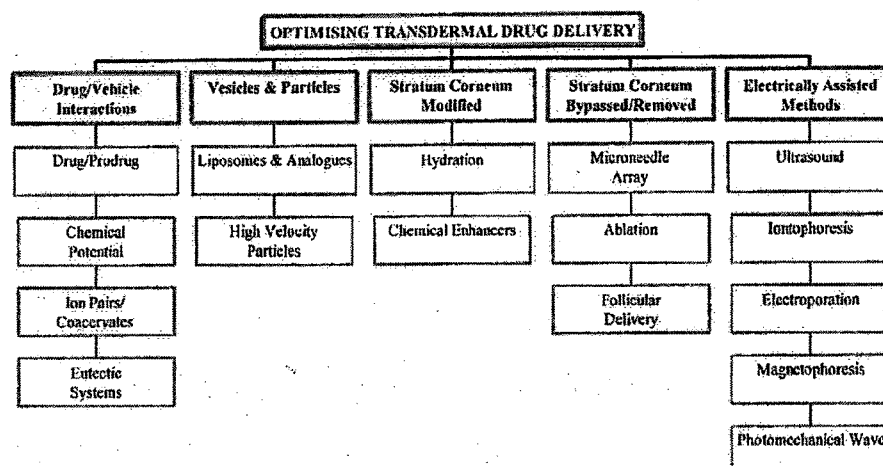 OPTIMISING TRANSDERMAL DRUG DELIVERY
Drug/Vehicle
Interactions
Drug/Prodrug
Chemical
Potential
Ion Pairs/
Coacervates
Eutectic
Systems
Vesicles & Particles
Liposomes & Analogues
High Velocity
Particles
Stratum Corneum
Modified
Hydration
Chemical Enhancers
Stratum Corneum
Bypassed/Removed
Microneedle
Array
Ablation
Follicular
Delivery
Electrically Assisted
Methods
Ultrasound
Iontophoresis
Electroporation
Magnetophoresis
Photomechanical Wave